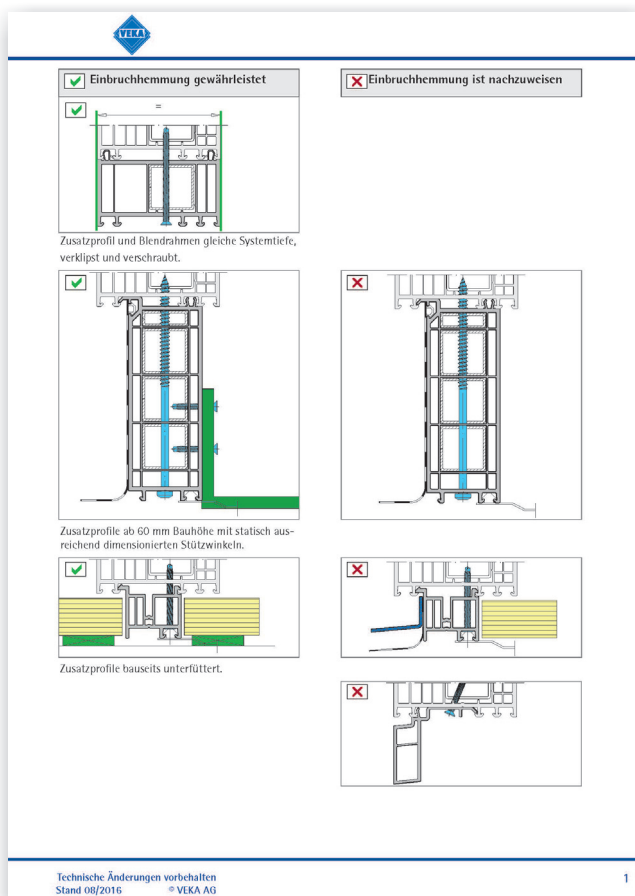 VEKA
Einbruchhemmung gewährleistet
Einbruchhemmung ist nachzuweisen
=
Zusatzprofil und Blendrahmen gleiche Systemtiefe,
verklipst und verschraubt.
Zusatzprofile ab 60 mm Bauhöhe mit statisch aus-
reichend dimensionierten Stützwinkeln.
Zusatzprofile bauseits unterfüttert.
Technische Änderungen vorbehalten
Stand 08/2016 © VEKA AG
1